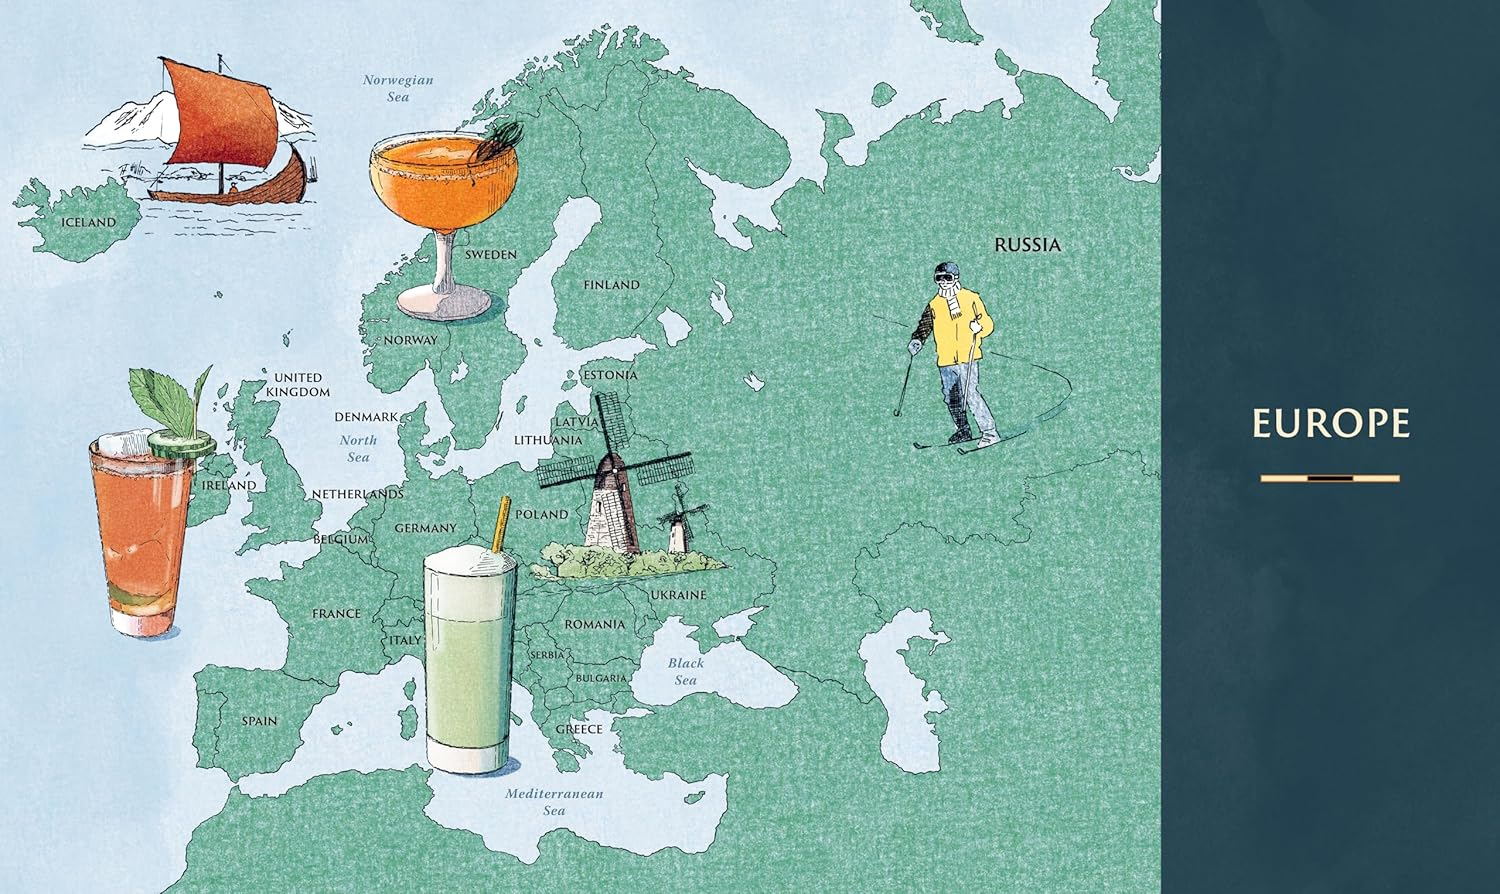 Norwegian
Sea
ICELAND
RUSSIA
SWEDEN
FINLAND
NORWAY
UNITED
KINGDOM
ESTONIA
DENMARK
LATVIA
North
Sea
LITHUANIA
IRELAND
NETHERLANDS
POLAND
GERMANY
BELGIUM
UKRAINE
FRANCE
ROMANIA
ITALY
SERBIA
Black
Sea
BULGARIA
SPAIN
GREECE
Mediterranean
Sea
EUROPE